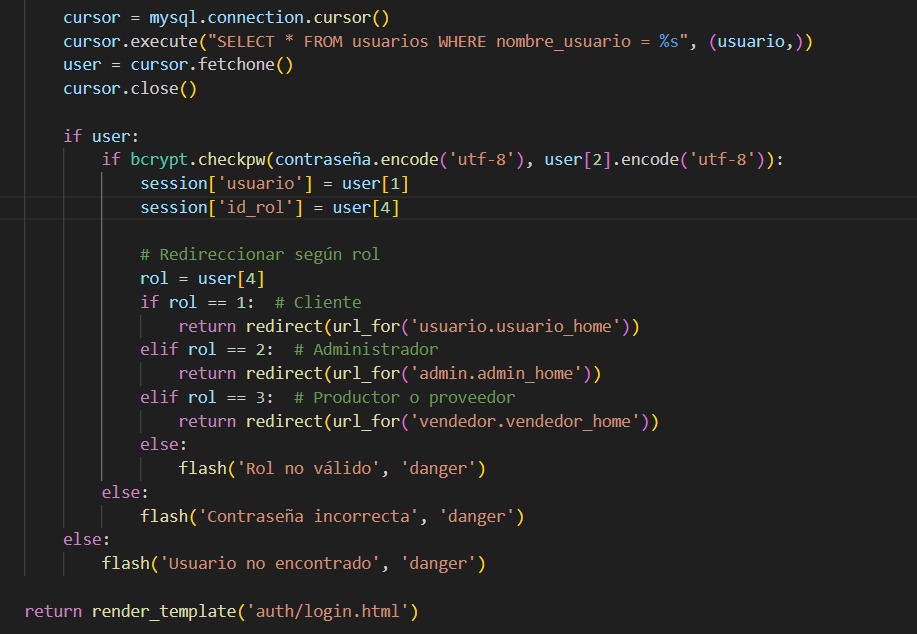 cursor = mysql.connection.cursor()
cursor.execute("SELECT * FROM usuarios WHERE nombre_usuario = %s", (usuario,))
user = cursor.fetchone()
cursor.close()
if user:
if bcrypt.checkpw(contraseña.encode('utf-8'), user[2].encode('utf-8')):
session['usuario'] = user[1]
session['id_rol'] = user[4]
# Redireccionar según rol
rol = user[4]
if rol == 1:  # Cliente
return redirect(url_for('usuario.usuario_home'))
elif rol == 2:  # Administrador
return redirect(url_for('admin.admin_home'))
elif rol == 3:  # Productor o proveedor
return redirect(url_for('vendedor.vendedor_home'))
else:
flash('Rol no válido', 'danger')
else:
flash('Contraseña incorrecta', 'danger')
else:
flash('Usuario no encontrado', 'danger')
return render_template('auth/login.html')